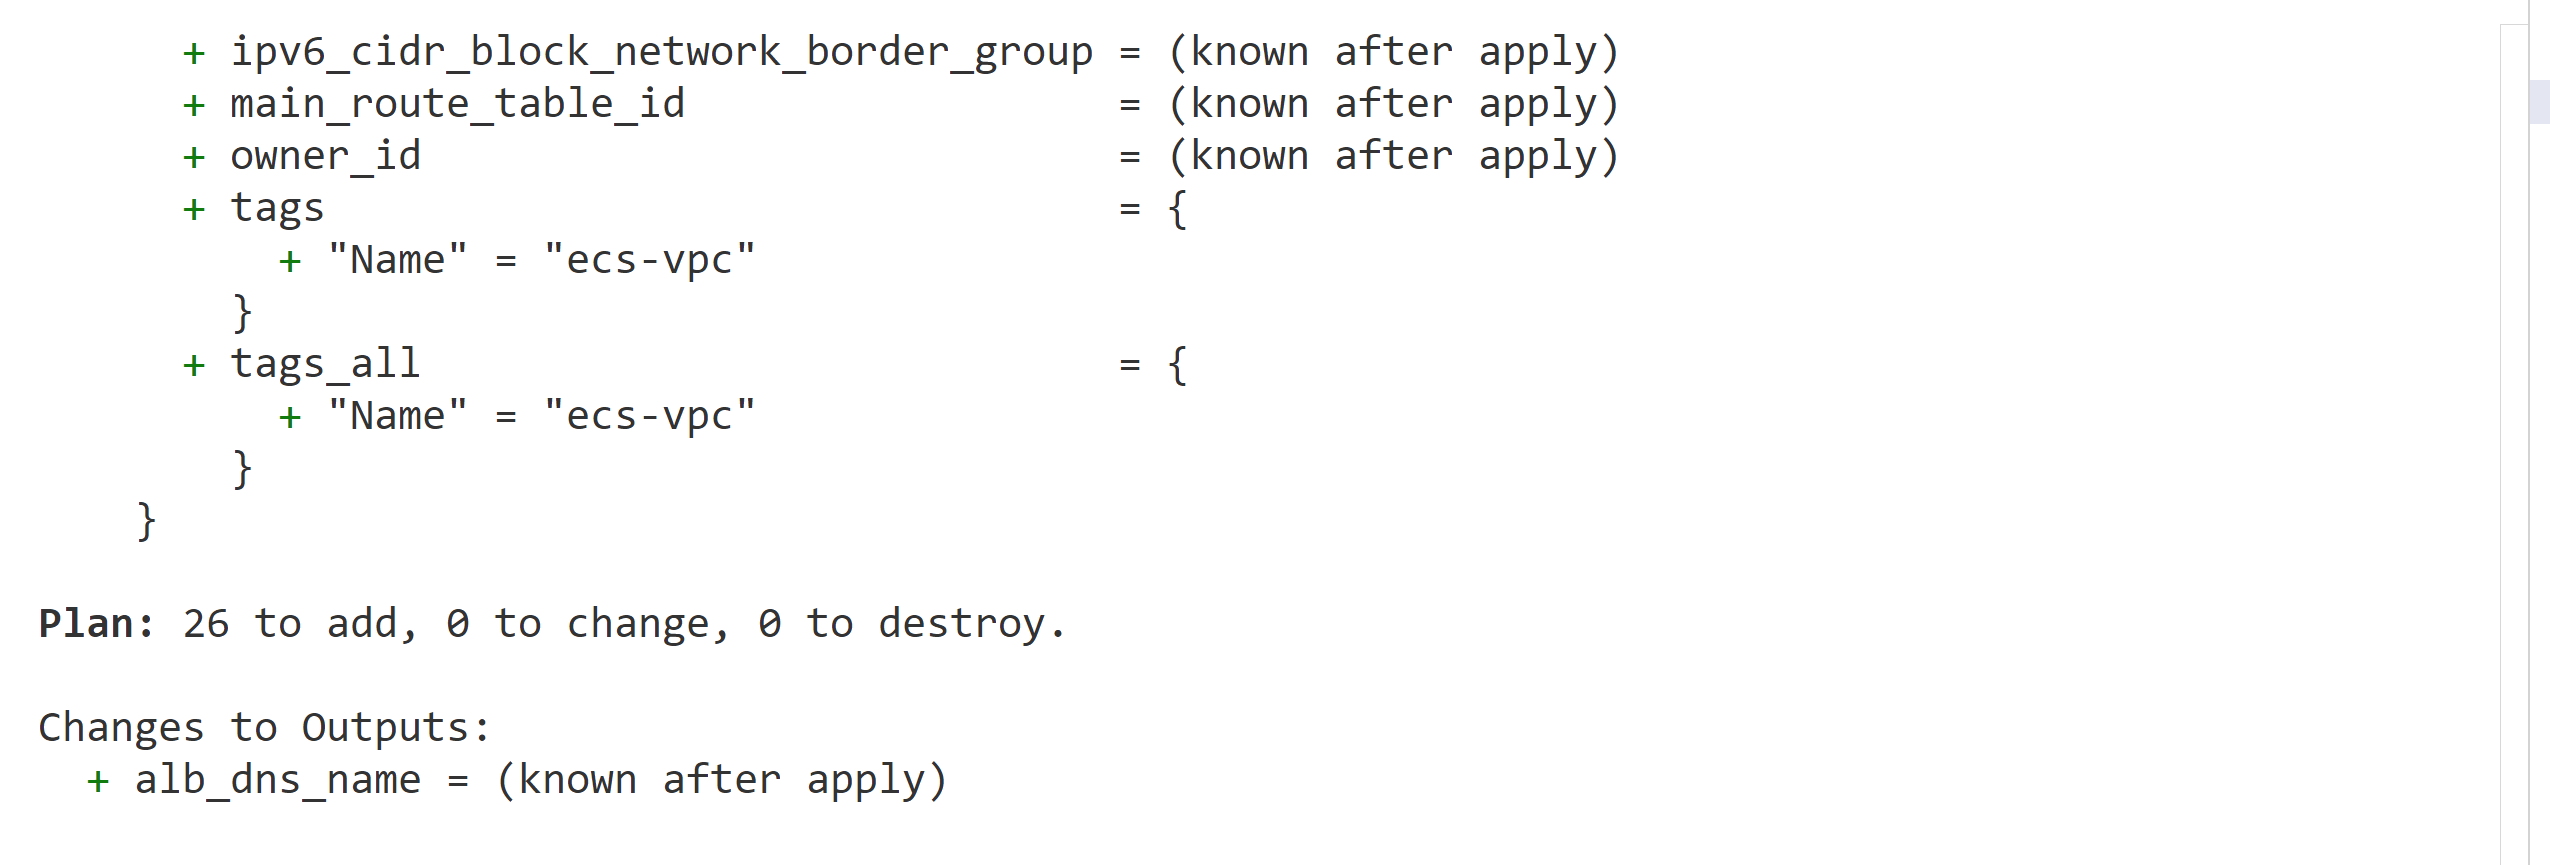 + ipv6_cidr_block_network_border_group = (known after apply)
+ main_route_table_id = (known after apply)
+ owner_id = (known after apply)
+ tags = {
+ "Name" = "ecs-vpc"
}
+ tags_all = {
+ "Name" = "ecs-vpc"
}
}
Plan: 26 to add, 0 to change, 0 to destroy.
Changes to Outputs:
+ alb_dns_name = (known after apply)